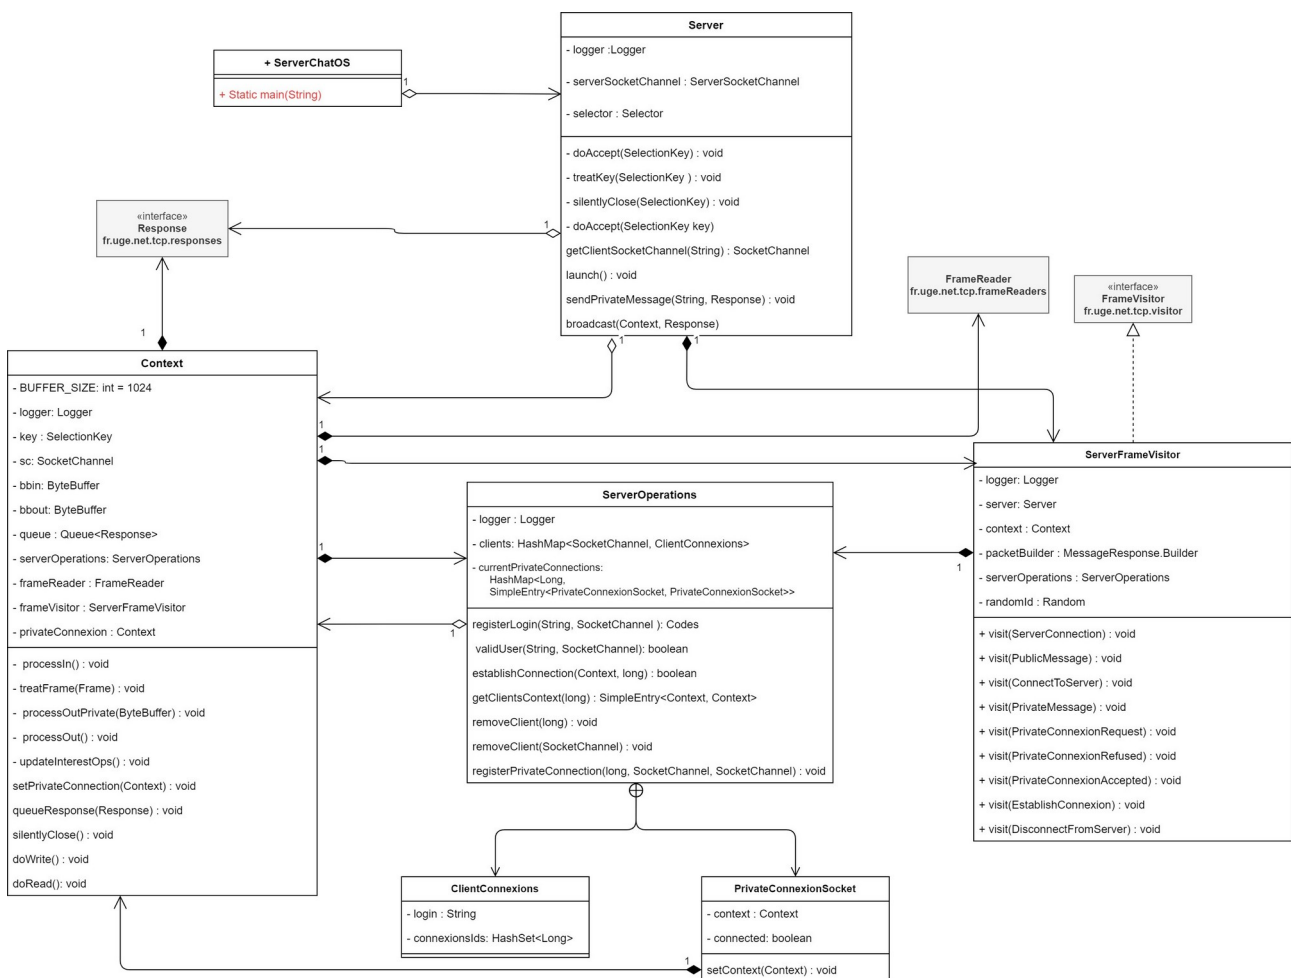 Server
- logger :Logger
- serverSocketChannel : ServerSocketChannel
- selector : Selector
- doAccept(SelectionKey) : void
- treatKey(SelectionKey ) : void
- silentlyClose(SelectionKey) : void
- doAccept(SelectionKey key)
getClientSocketChannel(String) : SocketChannel
launch() : void
sendPrivateMessage(String, Response) : void
broadcast(Context, Response)
+ ServerChatOS
+ Static main(String)
1
«interface»
Response
fr.uge.net.tcp.responses
1
1
1
1
FrameReader
fr.uge.net.tcp.frameReaders
«interface»
FrameVisitor
fr.uge.net.tcp.visitor
Context
- BUFFER_SIZE: int = 1024
- logger: Logger
- key : SelectionKey
- sc: SocketChannel
- bbin: ByteBuffer
- bbout: ByteBuffer
- queue : Queue<Response>
- serverOperations: ServerOperations
- frameReader : FrameReader
- frameVisitor : ServerFrameVisitor
- privateConnexion : Context
- processIn() : void
- treatFrame(Frame) : void
- processOutPrivate(ByteBuffer) : void
- processOut() : void
- updateInterestOps() : void
setPrivateConnection(Context) : void
queueResponse(Response) : void
silentlyClose() : void
doWrite() : void
doRead(): void
1
1
1
ServerOperations
- logger : Logger
- clients: HashMap<SocketChannel, ClientConnexions>
- currentPrivateConnections:
HashMap<Long,
SimpleEntry<PrivateConnexionSocket, PrivateConnexionSocket>>
registerLogin(String, SocketChannel ): Codes
validUser(String, SocketChannel): boolean
establishConnection(Context, long) : boolean
getClientsContext(long) : SimpleEntry<Context, Context>
removeClient(long) : void
removeClient(SocketChannel) : void
registerPrivateConnection(long, SocketChannel, SocketChannel) : void
1
1
ServerFrameVisitor
- logger: Logger
- server: Server
- context : Context
- packetBuilder : MessageResponse.Builder
- serverOperations : ServerOperations
- randomId : Random
+ visit(ServerConnection) : void
+ visit(PublicMessage) : void
+ visit(ConnectToServer) : void
+ visit(PrivateMessage) : void
+ visit(PrivateConnexionRequest) : void
+ visit(PrivateConnexionRefused) : void
+ visit(PrivateConnexionAccepted) : void
+ visit(EstablishConnexion) : void
+ visit(DisconnectFromServer) : void
ClientConnexions
- login : String
- connexionsIds: HashSet<Long>
PrivateConnexionSocket
- context : Context
- connected: boolean
setContext(Context) : void
1